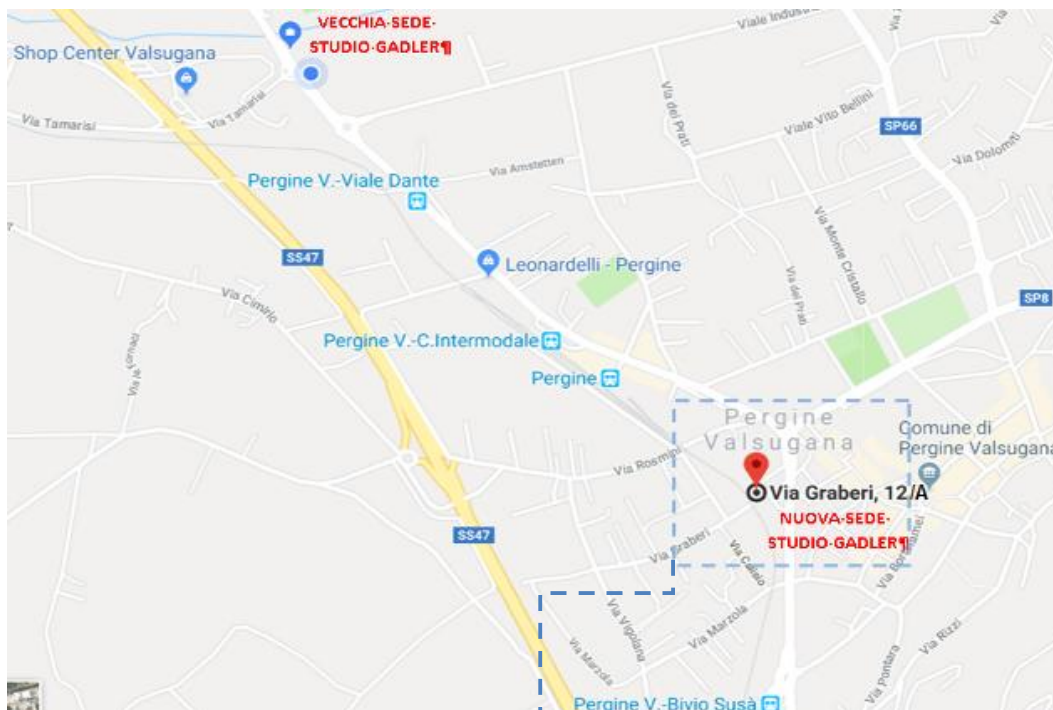 VECCHIA·SEDE·
STUDIO·GADLER¶
Viale Industria
Shop Center Valsugana
Via Tamarisi
Via Tamarisi
Via dei Prati
Viale Vito Bellini
SP66
Via Dolomiti
Via Amstetten
Pergine V.-Viale Dante
SS47
Leonardelli - Pergine
Via Monte Cristallo
Via dei Prati
SP8
Via Cimirlo
Pergine V.-C.Intermodale
Pergine
Pergine
Valsugana
Comune di
Pergine Valsugana
Via Rosmini
Via Graberi, 12/A
NUOVA·SEDE·
STUDIO·GADLER¶
SS47
Via Graberi
Via Caisio
Via Vigolana
Via Marzola
Via Marzola
Via Rizzi
Via Pontara
Pergine V.-Bivio Susà